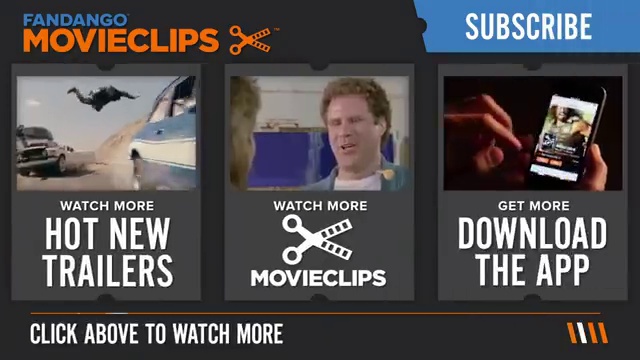 FANDANGO
MOVIECLIPS
SUBSCRIBE
WATCH MORE
HOT NEW
TRAILERS
WATCH MORE
MOVIECLIPS
GET MORE
DOWNLOAD
THE APP
CLICK ABOVE TO WATCH MORE